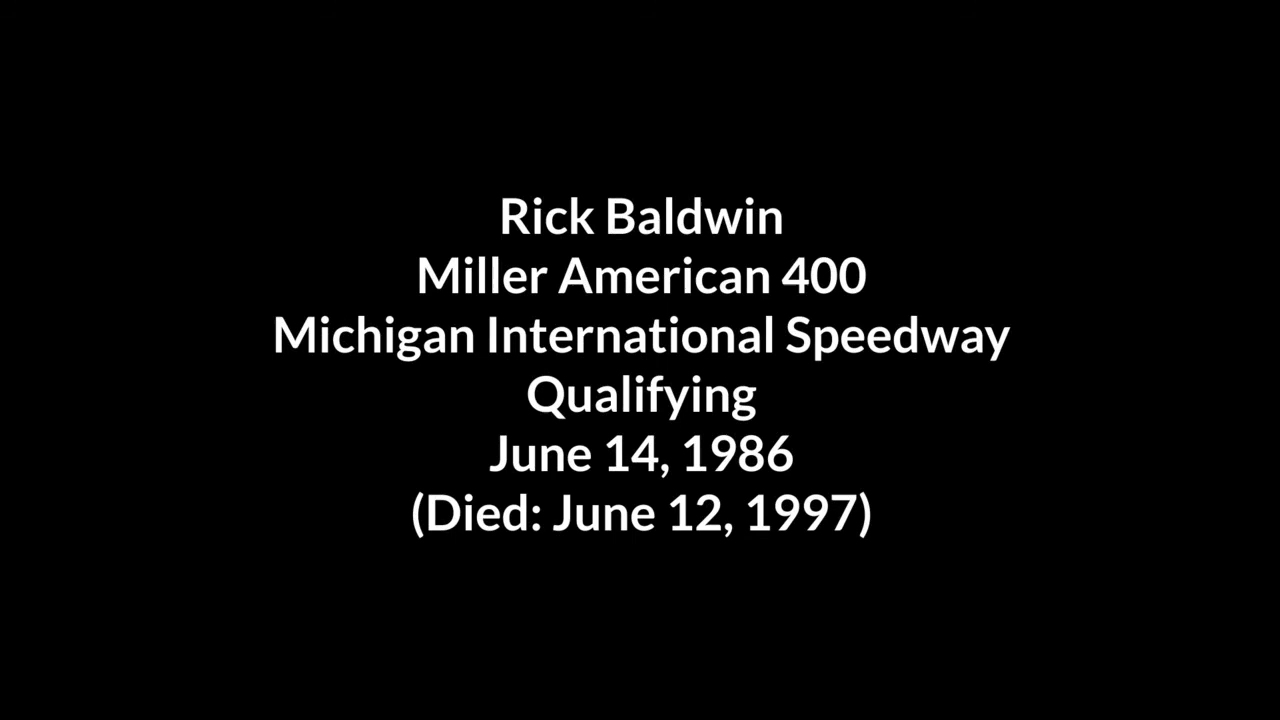 Rick Baldwin
Miller American 400
Michigan International Speedway
Qualifying
June 14, 1986
(Died: June 12, 1997)